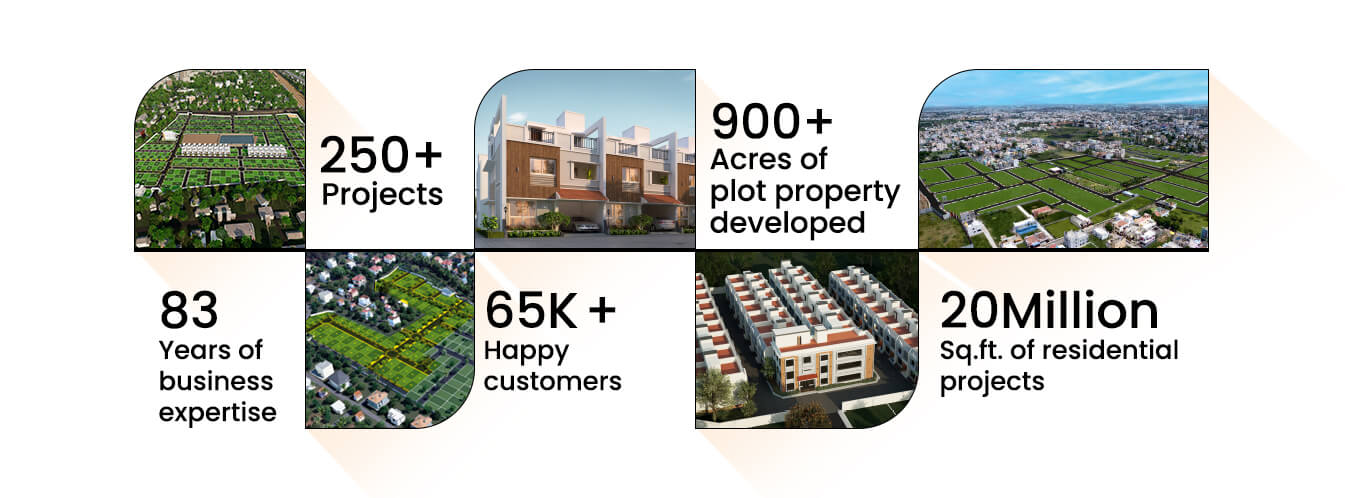 250+
Projects
900+
Acres of
plot property
developed
83
Years of
business
expertise
65K +
Happy
customers
20Million
Sq.ft. of residential
projects